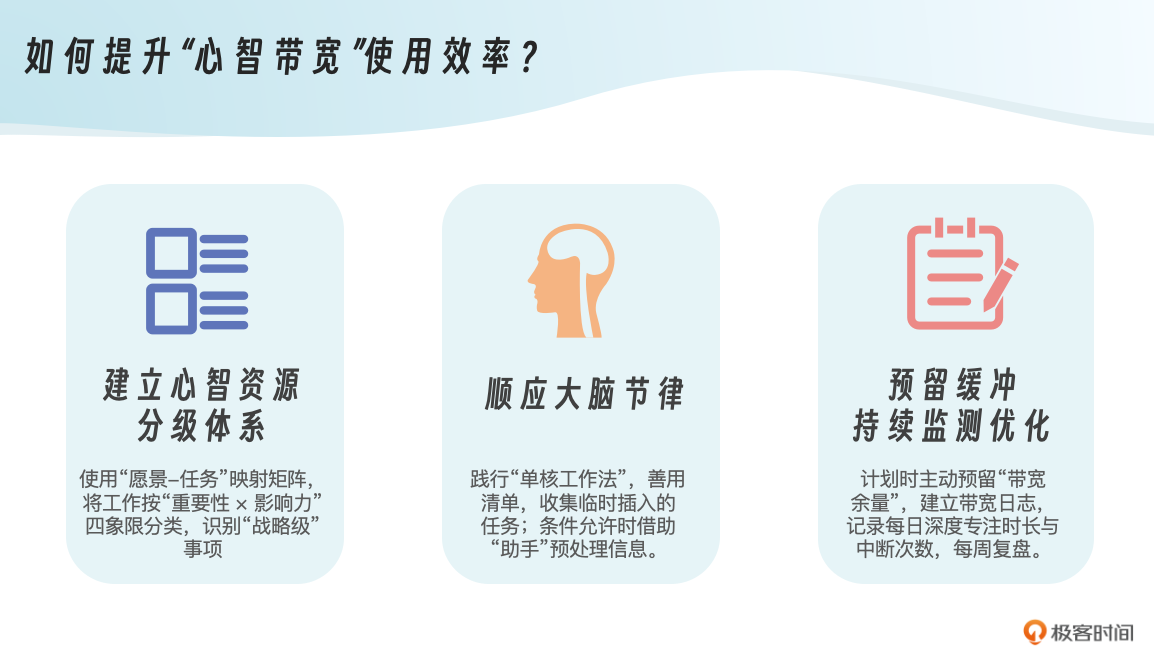 如何提升“心智带宽”使用效率？
建立心智资源
分级体系
使用“愿景–任务”映射矩阵，
将工作按“重要性 × 影响力”
四象限分类，识别“战略级”
事项
顺应大脑节律
践行“单核工作法”，善用
清单，收集临时插入的
任务；条件允许时借助
“助手”预处理信息。
预留缓冲
持续监测优化
计划时主动预留“带宽
余量”，建立带宽日志，
记录每日深度专注时长与
中断次数，每周复盘。
极客时间